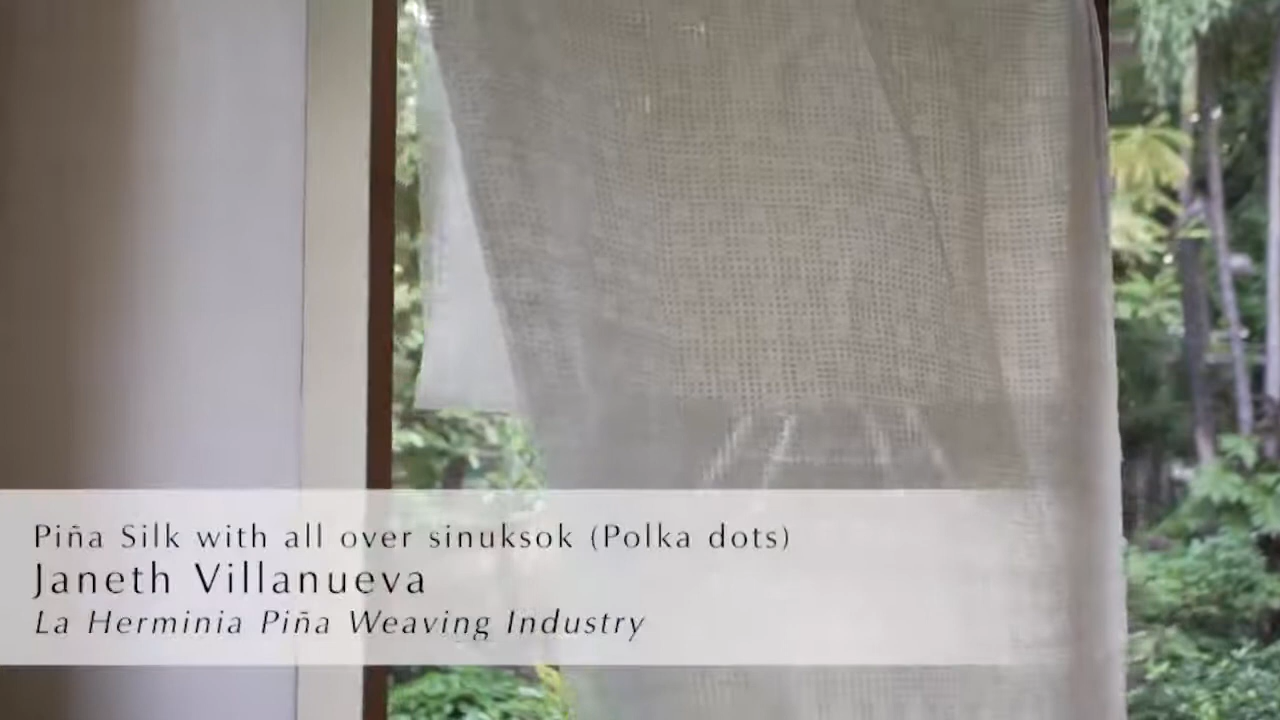 Piña Silk with all over sinuksok (Polka dots)
Janeth Villanueva
La Herminia Piña Weaving Industry